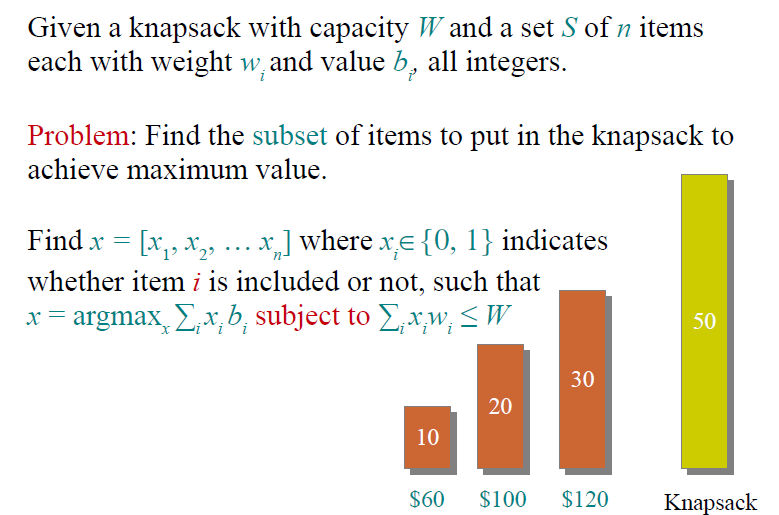 Given a knapsack with capacity W and a set S of n items
each with weight wᵢ and value bᵢ, all integers.
Problem: Find the subset of items to put in the knapsack to
achieve maximum value.
Find x = [x₁, x₂, … xₙ] where xᵢ∈{0, 1} indicates
whether item i is included or not, such that
x = argmaxₓ ∑ᵢxᵢbᵢ subject to ∑ᵢxᵢwᵢ ≤ W
50
30
20
10
$60 $100 $120 Knapsack